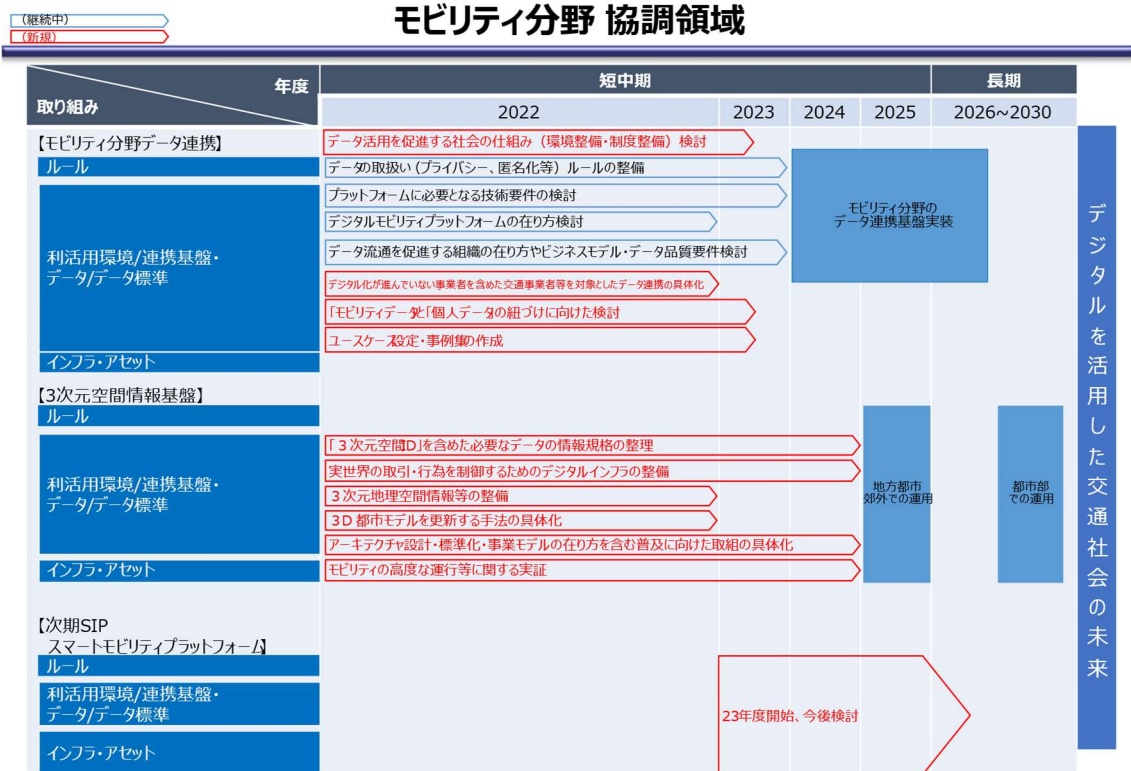 モビリティ分野 協調領域
（継続中）
（新規）
年度
取り組み
短中期
長期
2022
2023
2024
2025
2026~2030
【モビリティ分野データ連携】
ルール
利活用環境/連携基盤・
データ/データ標準
インフラ・アセット
データ活用を促進する社会の仕組み（環境整備・制度整備）検討
データの取扱い（プライバシー、匿名化等）ルールの整備
プラットフォームに必要となる技術要件の検討
デジタルモビリティプラットフォームの在り方検討
データ流通を促進する組織の在り方やビジネスモデル・データ品質要件検討
デジタル化が進んでいない事業者を含めた交通事業者等を対象としたデータ連携の具体化
「モビリティデータと「個人データの紐づけに向けた検討
ユースケース設定・事例集の作成
モビリティ分野の
データ連携基盤実装
【3次元空間情報基盤】
ルール
利活用環境/連携基盤・
データ/データ標準
インフラ・アセット
「３次元空間ID」を含めた必要なデータの情報規格の整理
実世界の取引・行為を制御するためのデジタルインフラの整備
３次元地理空間情報等の整備
３D 都市モデルを更新する手法の具体化
アーキテクチャ設計・標準化・事業モデルの在り方を含む普及に向けた取組の具体化
モビリティの高度な運行等に関する実証
地方都市
郊外での運用
都市部
での運用
【次期SIP
スマートモビリティプラットフォーム】
ルール
利活用環境/連携基盤・
データ/データ標準
インフラ・アセット
23年度開始、今後検討
デジタルを活用した交通社会の未来